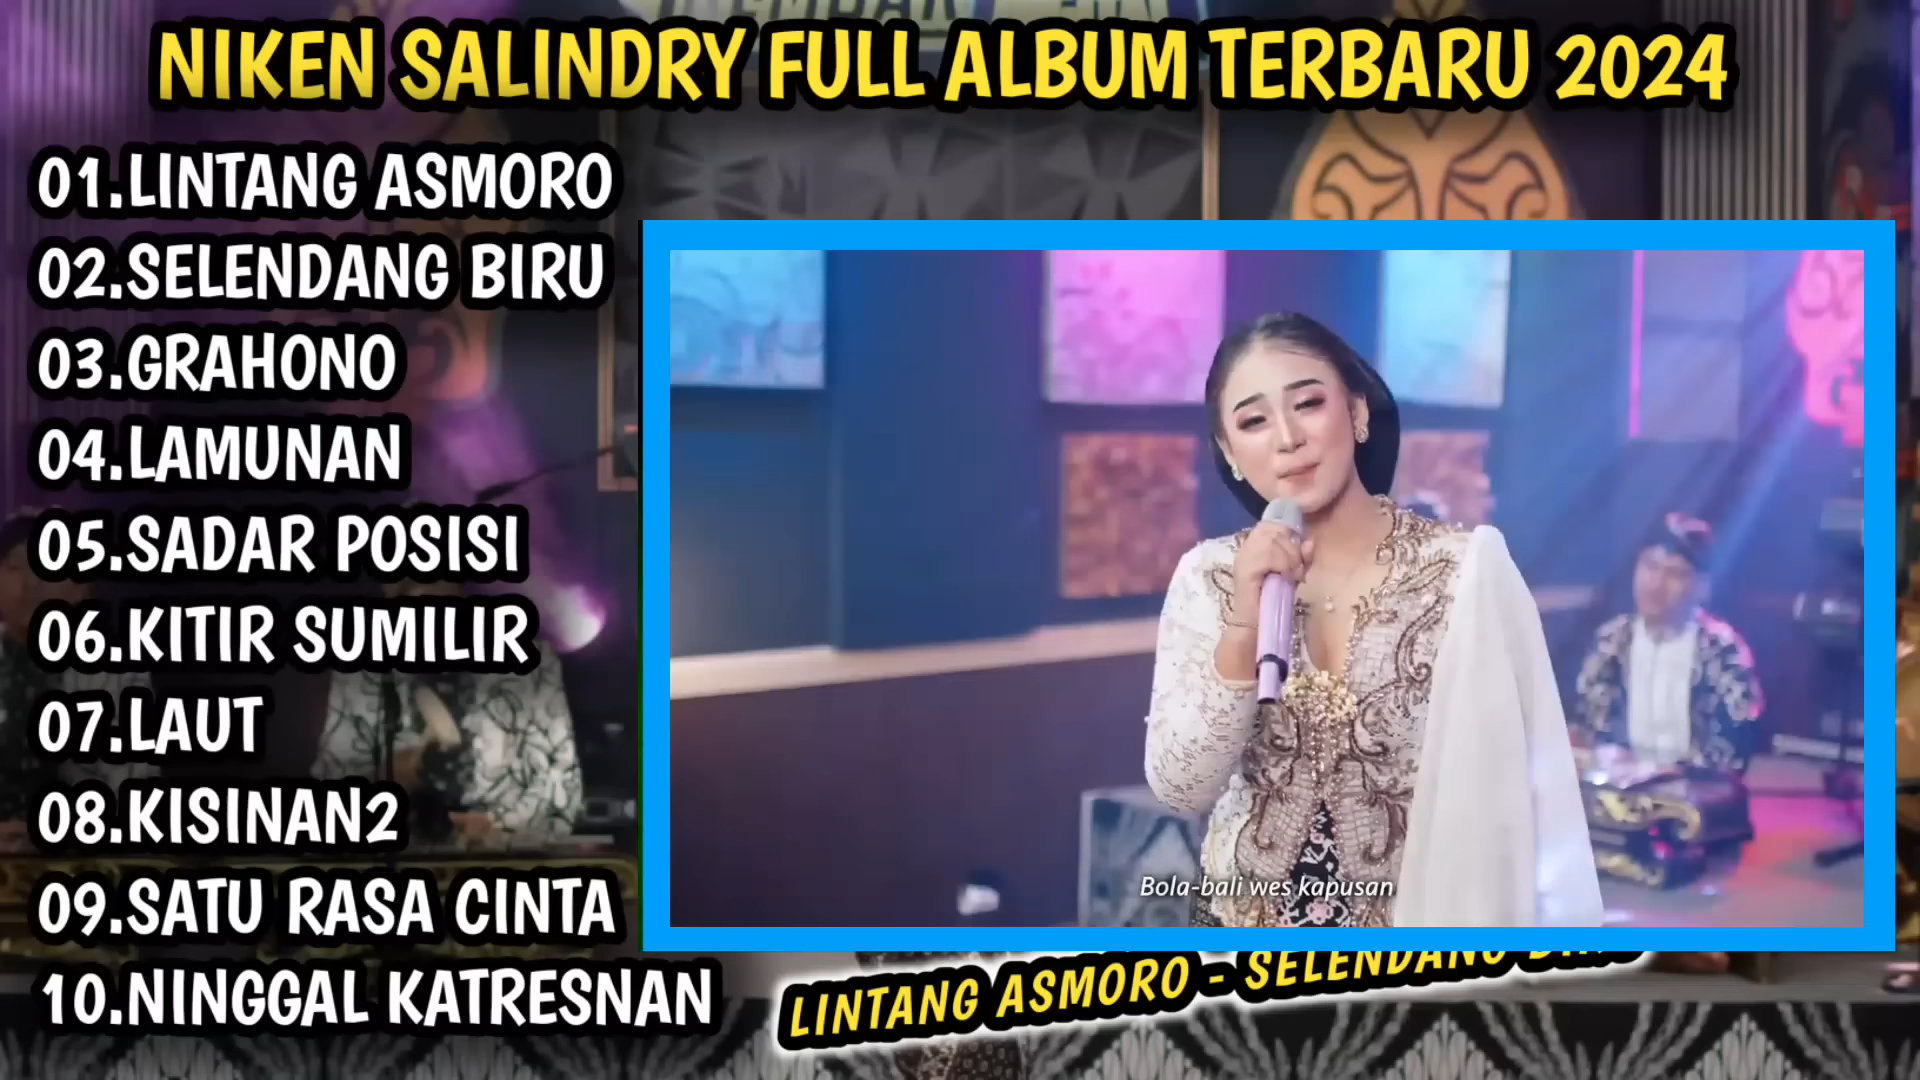 NIKEN SALINDRY FULL ALBUM TERBARU 2024
01.LINTANG ASMORO
02.SELENDANG BIRU
03.GRAHONO
04.LAMUNAN
05.SADAR POSISI
06.KITIR SUMILIR
07.LAUT
08.KISINAN2
09.SATU RASA CINTA
10.NINGGAL KATRESNAN
Bola-bali wes kapusan
LINTANG ASMORO - SELENDANG